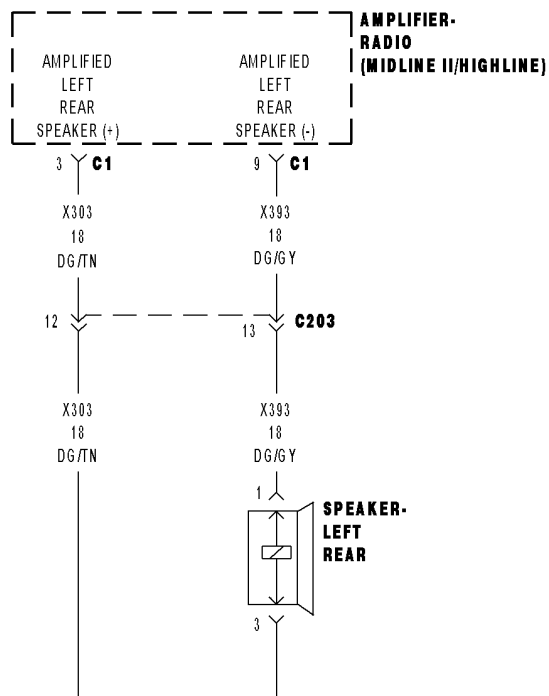 AMPLIFIER-
RADIO
(MIDLINE II/HIGHLINE)
AMPLIFIED
LEFT
REAR
SPEAKER (+)
AMPLIFIED
LEFT
REAR
SPEAKER (-)
3 C1
9 C1
X303
18
DG/TN
X393
18
DG/GY
12
13
C203
X303
18
DG/TN
X393
18
DG/GY
1
SPEAKER-
LEFT
REAR
3